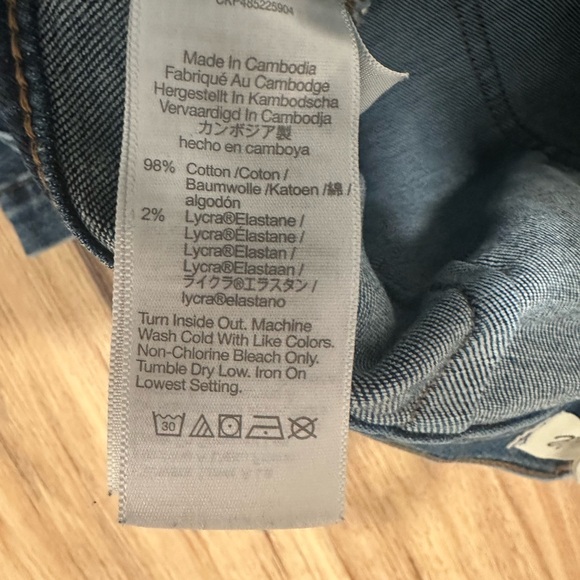 CRF485225904
Made In Cambodia
Fabriqué Au Cambodge
Hergestellt In Kambodscha
Vervaardigd In Cambodja
カンボジア製
hecho en camboya
98% Cotton /Coton /
Baumwolle /Katoen /綿 /
algodón
2% Lycra®Elastane /
Lycra®Élastane /
Lycra®Elastan /
Lycra®Elastaan /
ライクラ®エラスタン /
lycra®elastano
Turn Inside Out. Machine
Wash Cold With Like Colors.
Non-Chlorine Bleach Only.
Tumble Dry Low. Iron On
Lowest Setting.
30